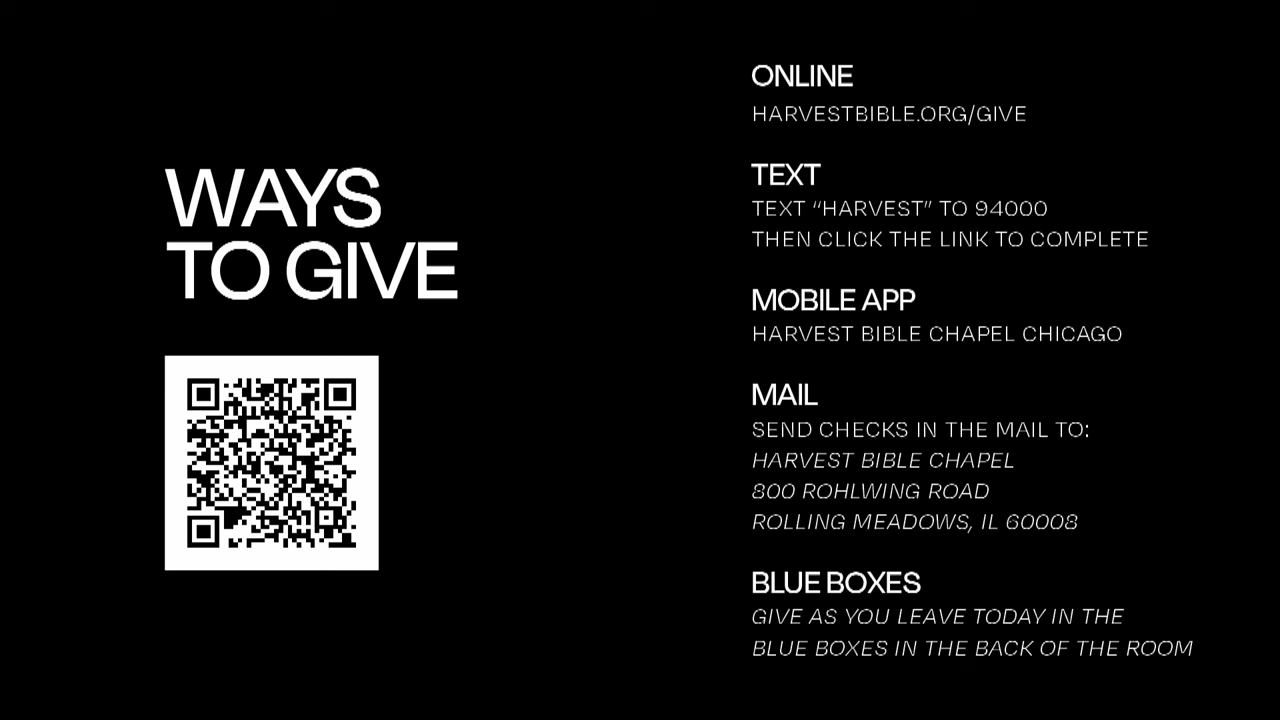 WAYS
TO GIVE
ONLINE
HARVESTBIBLE.ORG/GIVE
TEXT
TEXT “HARVEST” TO 94000
THEN CLICK THE LINK TO COMPLETE
MOBILE APP
HARVEST BIBLE CHAPEL CHICAGO
MAIL
SEND CHECKS IN THE MAIL TO:
HARVEST BIBLE CHAPEL
800 ROHLWING ROAD
ROLLING MEADOWS, IL 60008
BLUE BOXES
GIVE AS YOU LEAVE TODAY IN THE
BLUE BOXES IN THE BACK OF THE ROOM